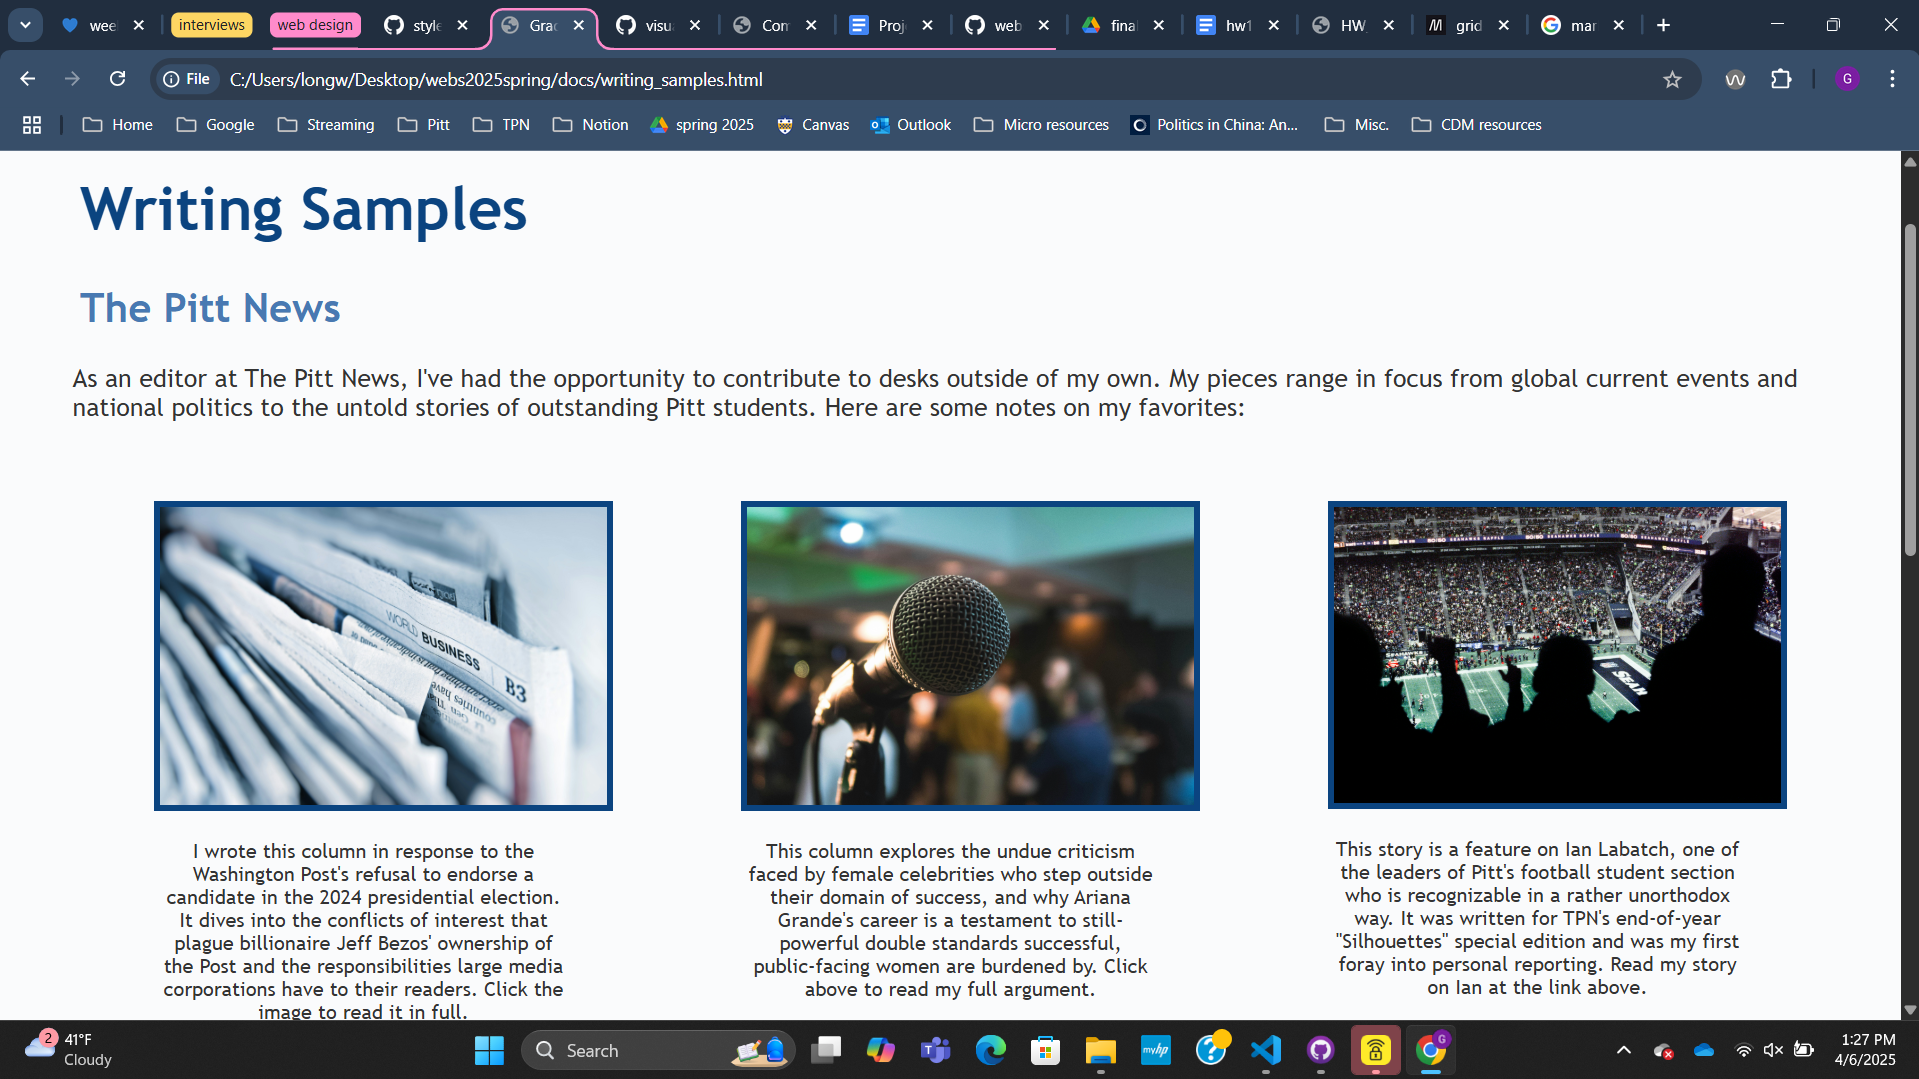 wee
interviews
web design
style
Grac
visu
Con
Proj
web
final
hw1
HW
grid
mar
File
C:/Users/longw/Desktop/webs2025spring/docs/writing_samples.html
G
Home
Google
Streaming
Pitt
TPN
Notion
spring 2025
Canvas
Outlook
Micro resources
Politics in China: An...
Misc.
CDM resources
Writing Samples
The Pitt News
As an editor at The Pitt News, I've had the opportunity to contribute to desks outside of my own. My pieces range in focus from global current events and
national politics to the untold stories of outstanding Pitt students. Here are some notes on my favorites:
WORLD BUSINESS
B3
SEAHAWKS RAFFLE
SEAH
I wrote this column in response to the
Washington Post's refusal to endorse a
candidate in the 2024 presidential election.
It dives into the conflicts of interest that
plague billionaire Jeff Bezos' ownership of
the Post and the responsibilities large media
corporations have to their readers. Click the
image to read it in full.
This column explores the undue criticism
faced by female celebrities who step outside
their domain of success, and why Ariana
Grande's career is a testament to still-
powerful double standards successful,
public-facing women are burdened by. Click
above to read my full argument.
This story is a feature on Ian Labatch, one of
the leaders of Pitt's football student section
who is recognizable in a rather unorthodox
way. It was written for TPN's end-of-year
"Silhouettes" special edition and was my first
foray into personal reporting. Read my story
on Ian at the link above.
2
41°F
Cloudy
Search
myhp
G
1:27 PM
4/6/2025